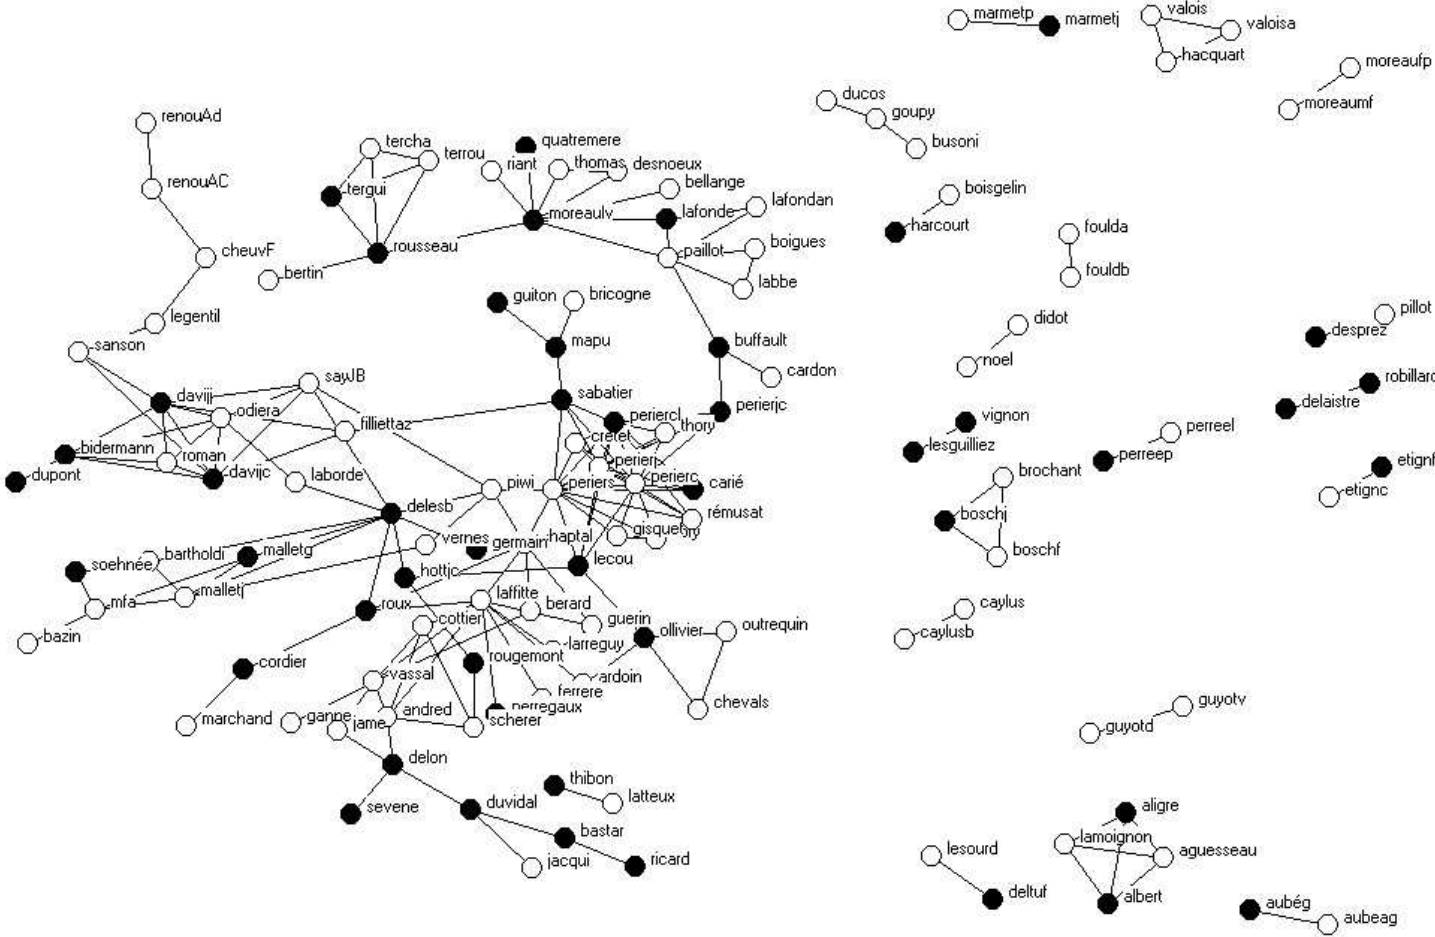 marmetp
marmetj
valois
valoisa
hacquart
moreaufp
moreaumf
ducos
goupy
busoni
renouAd
tercha
terrou
quatremere
riant
thomas
desnoeux
bellange
renouAC
tergui
moreaulv
lafonde
lafondan
boisgelin
harcourt
foulda
fouldb
cheuvF
rousseau
bertin
paillot
boigues
labbe
legentil
guiton
bricogne
didot
noel
pillot
desprez
sanson
mapu
buffault
cardon
sayJB
davijj
odiera
filliettaz
sabatier
periercl
perierjc
thory
cretet
robillard
delaistre
vignon
lesguilliez
perreel
perreep
bidermann
roman
davijc
dupont
laborde
piwi
periers
perierj
perierc
carié
brochant
etignf
etignc
delesb
rémusat
gisquet
boschj
boschf
vernes
germain
haptal
lecou
bartholdi
malletg
soehnée
hottjc
mfa
malletj
bazin
roux
laffitte
berard
guerin
cottier
larreguy
ollivier
outrequin
caylus
caylusb
cordier
rougemont
vassal
ardoin
ferrere
chevals
marchand
ganne
jame
andred
perregaux
scherer
guyotv
guyotd
delon
thibon
latteux
sevene
duvidal
bastar
jacqui
ricard
aligre
lamoignon
lesourd
aguesseau
deltuf
albert
aubég
aubeag